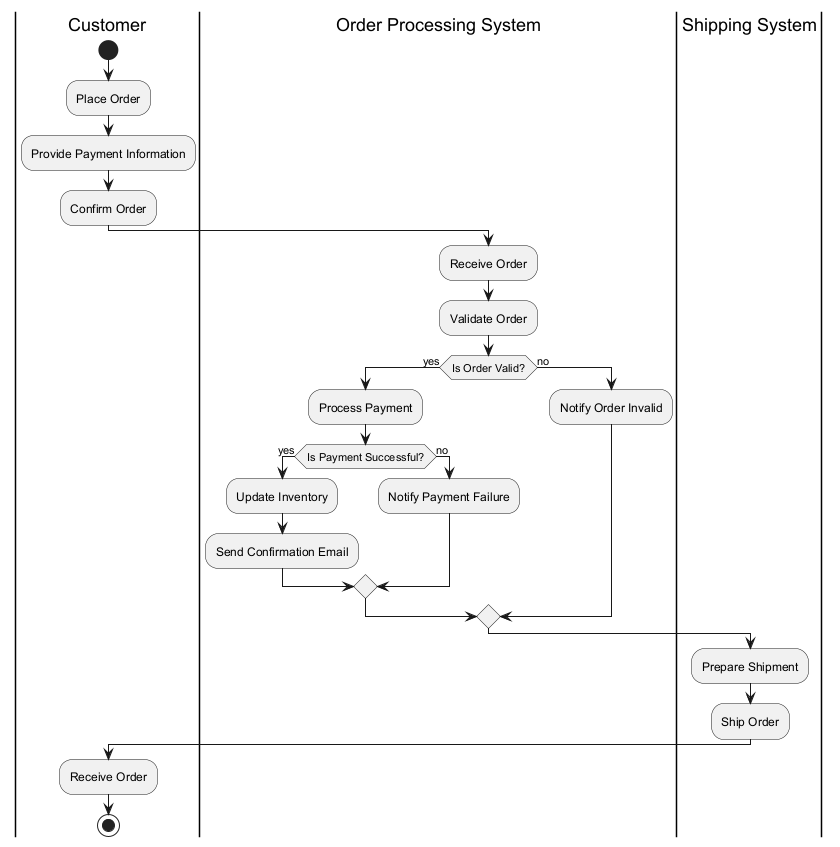 Customer
Order Processing System
Shipping System
Place Order
Provide Payment Information
Confirm Order
Receive Order
Validate Order
yes
Is Order Valid?
no
Process Payment
Notify Order Invalid
yes
Is Payment Successful?
no
Update Inventory
Notify Payment Failure
Send Confirmation Email
Prepare Shipment
Ship Order
Receive Order